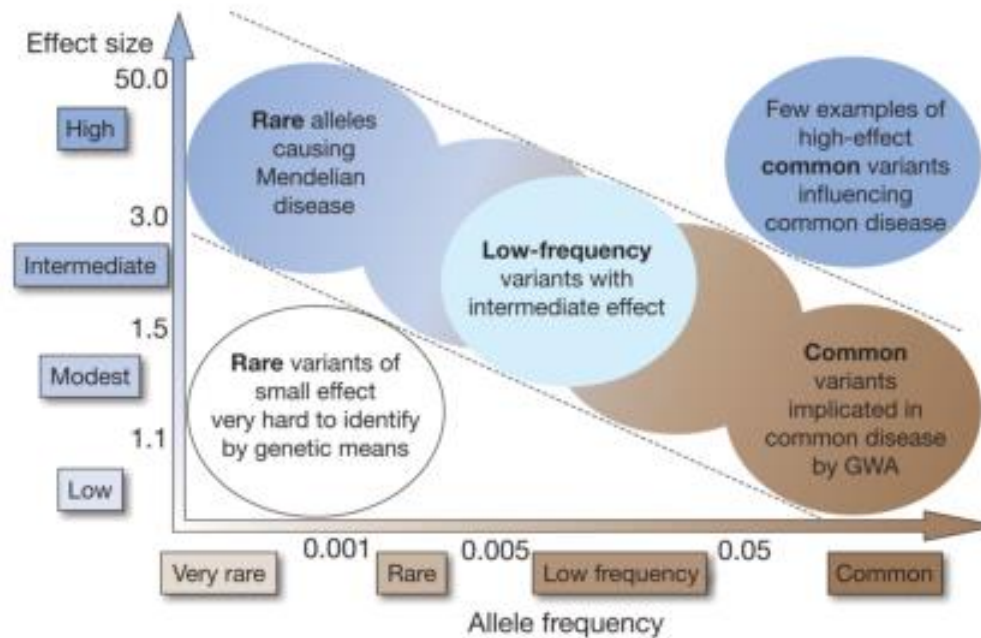 Effect size
50.0
High
3.0
Intermediate
1.5
Modest
1.1
Low
Rare alleles
causing
Mendelian
disease
Few examples of
high-effect
common variants
influencing
common disease
Low-frequency
variants with
intermediate effect
Rare variants of
small effect
very hard to identify
by genetic means
Common
variants
implicated in
common disease
by GWA
0.001
0.005
0.05
Very rare
Rare
Low frequency
Common
Allele frequency